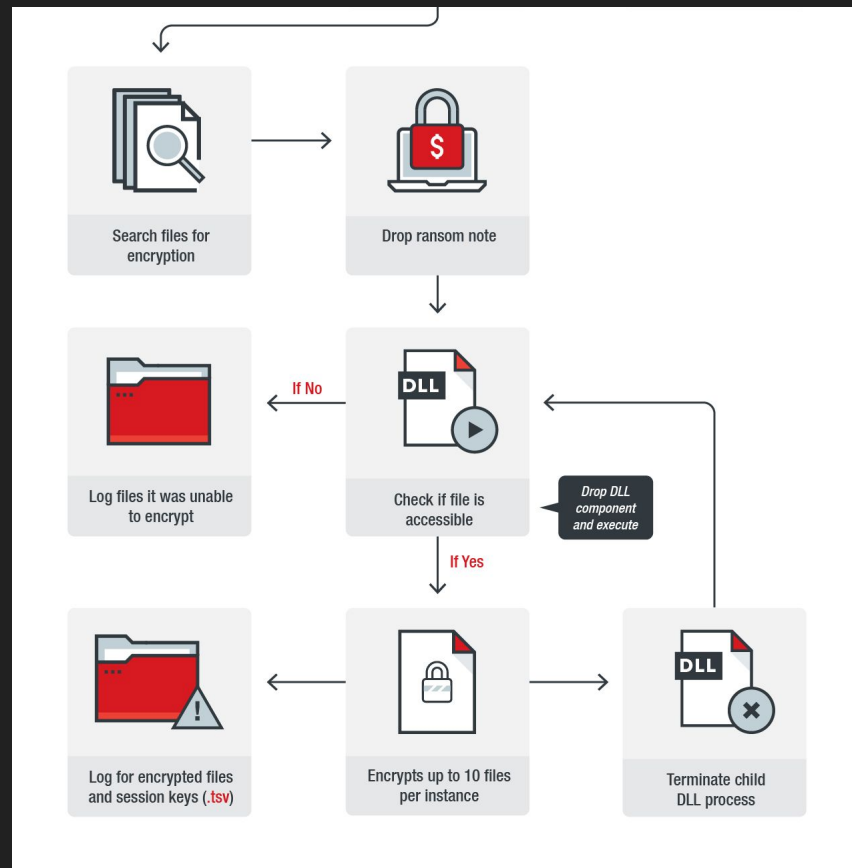 Search files for
encryption
$
Drop ransom note
If No
DLL
Log files it was unable
to encrypt
Check if file is
accessible
Drop DLL
component
and execute
If Yes
!
Log for encrypted files
and session keys (.tsv)
Encrypts up to 10 files
per instance
DLL
Terminate child
DLL process